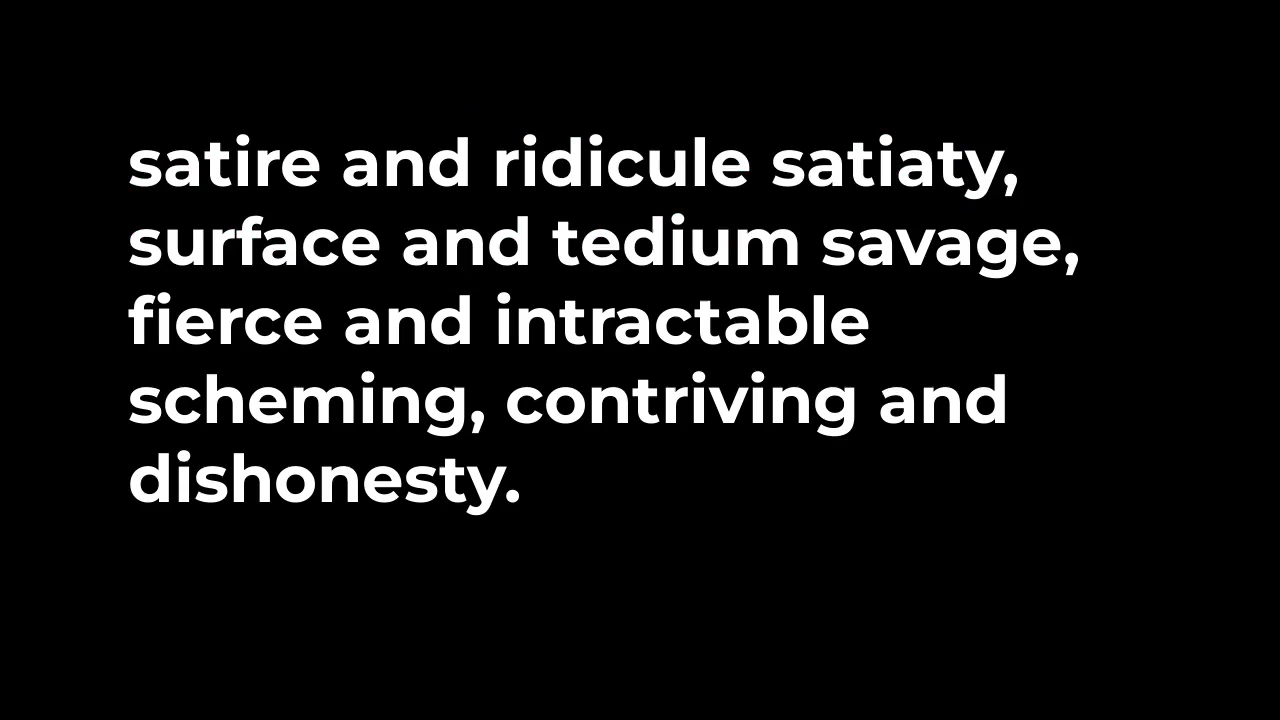 satire and ridicule satiaty,
surface and tedium savage,
fierce and intractable
scheming, contriving and
dishonesty.